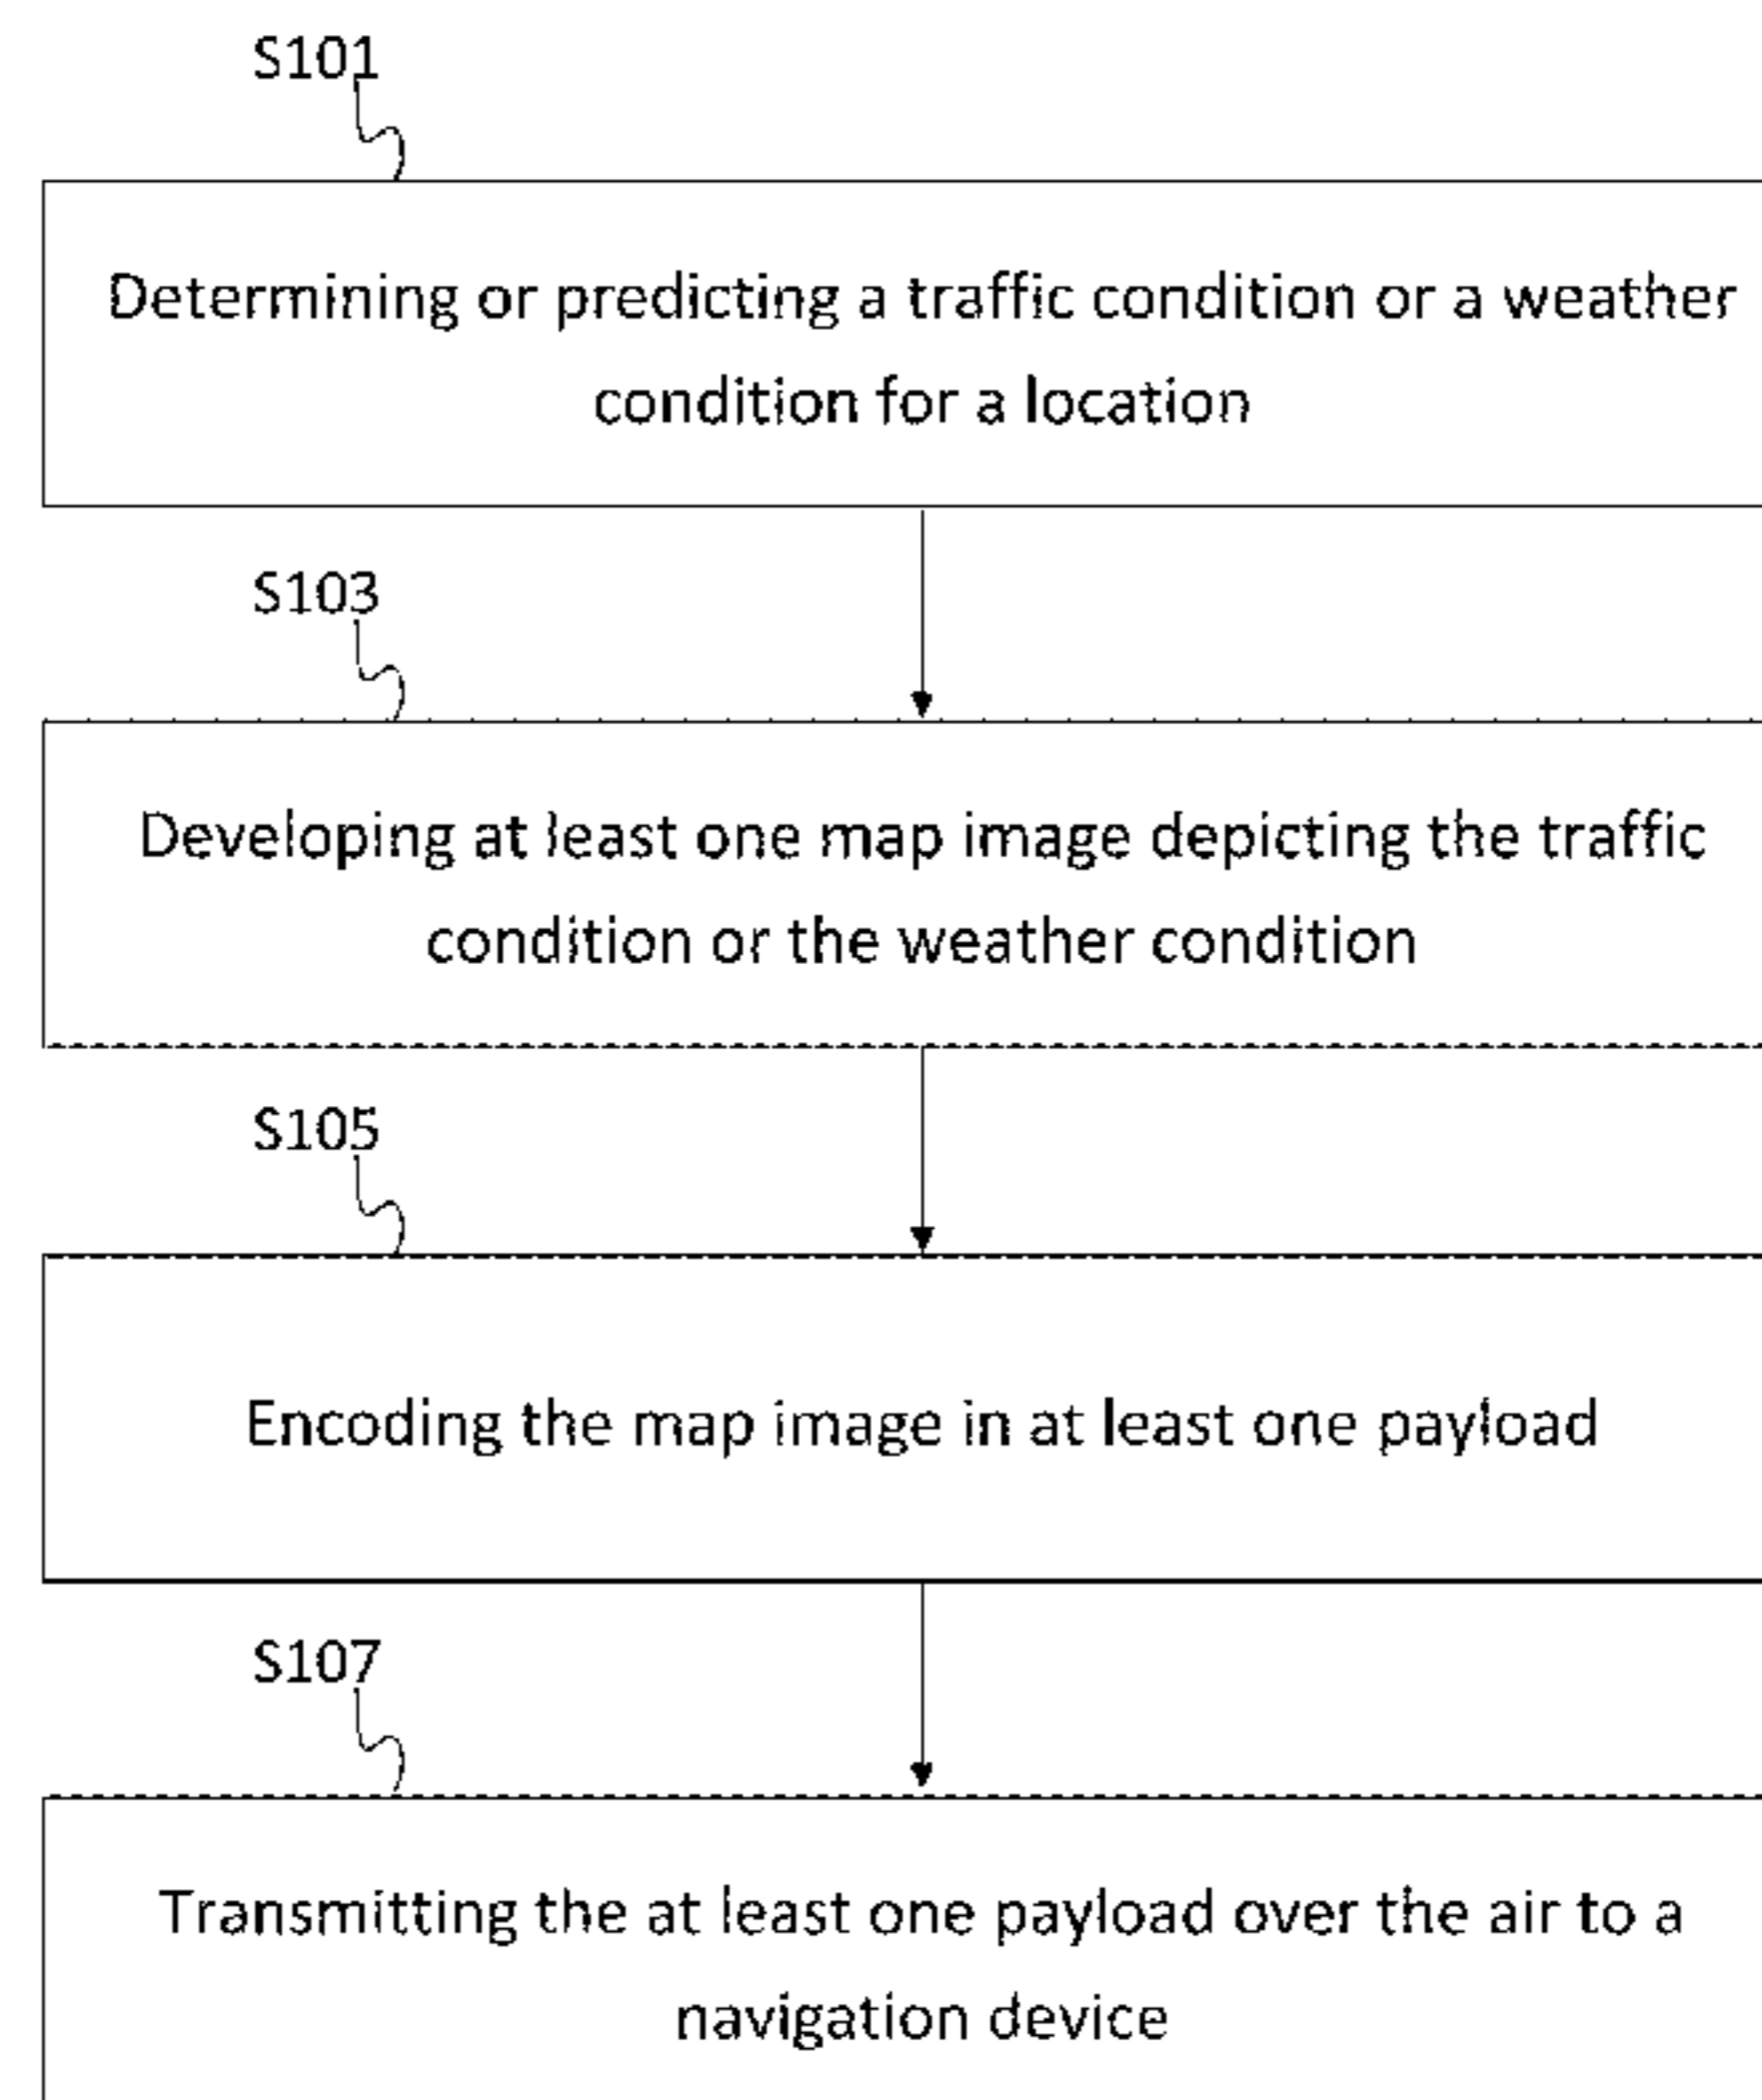 S101
Determining or predicting a traffic condition or a weather
condition for a location
S103
Developing at least one map image depicting the traffic
condition or the weather condition
S105
Encoding the map image in at least one payload
S107
Transmitting the at least one payload over the air to a
navigation device